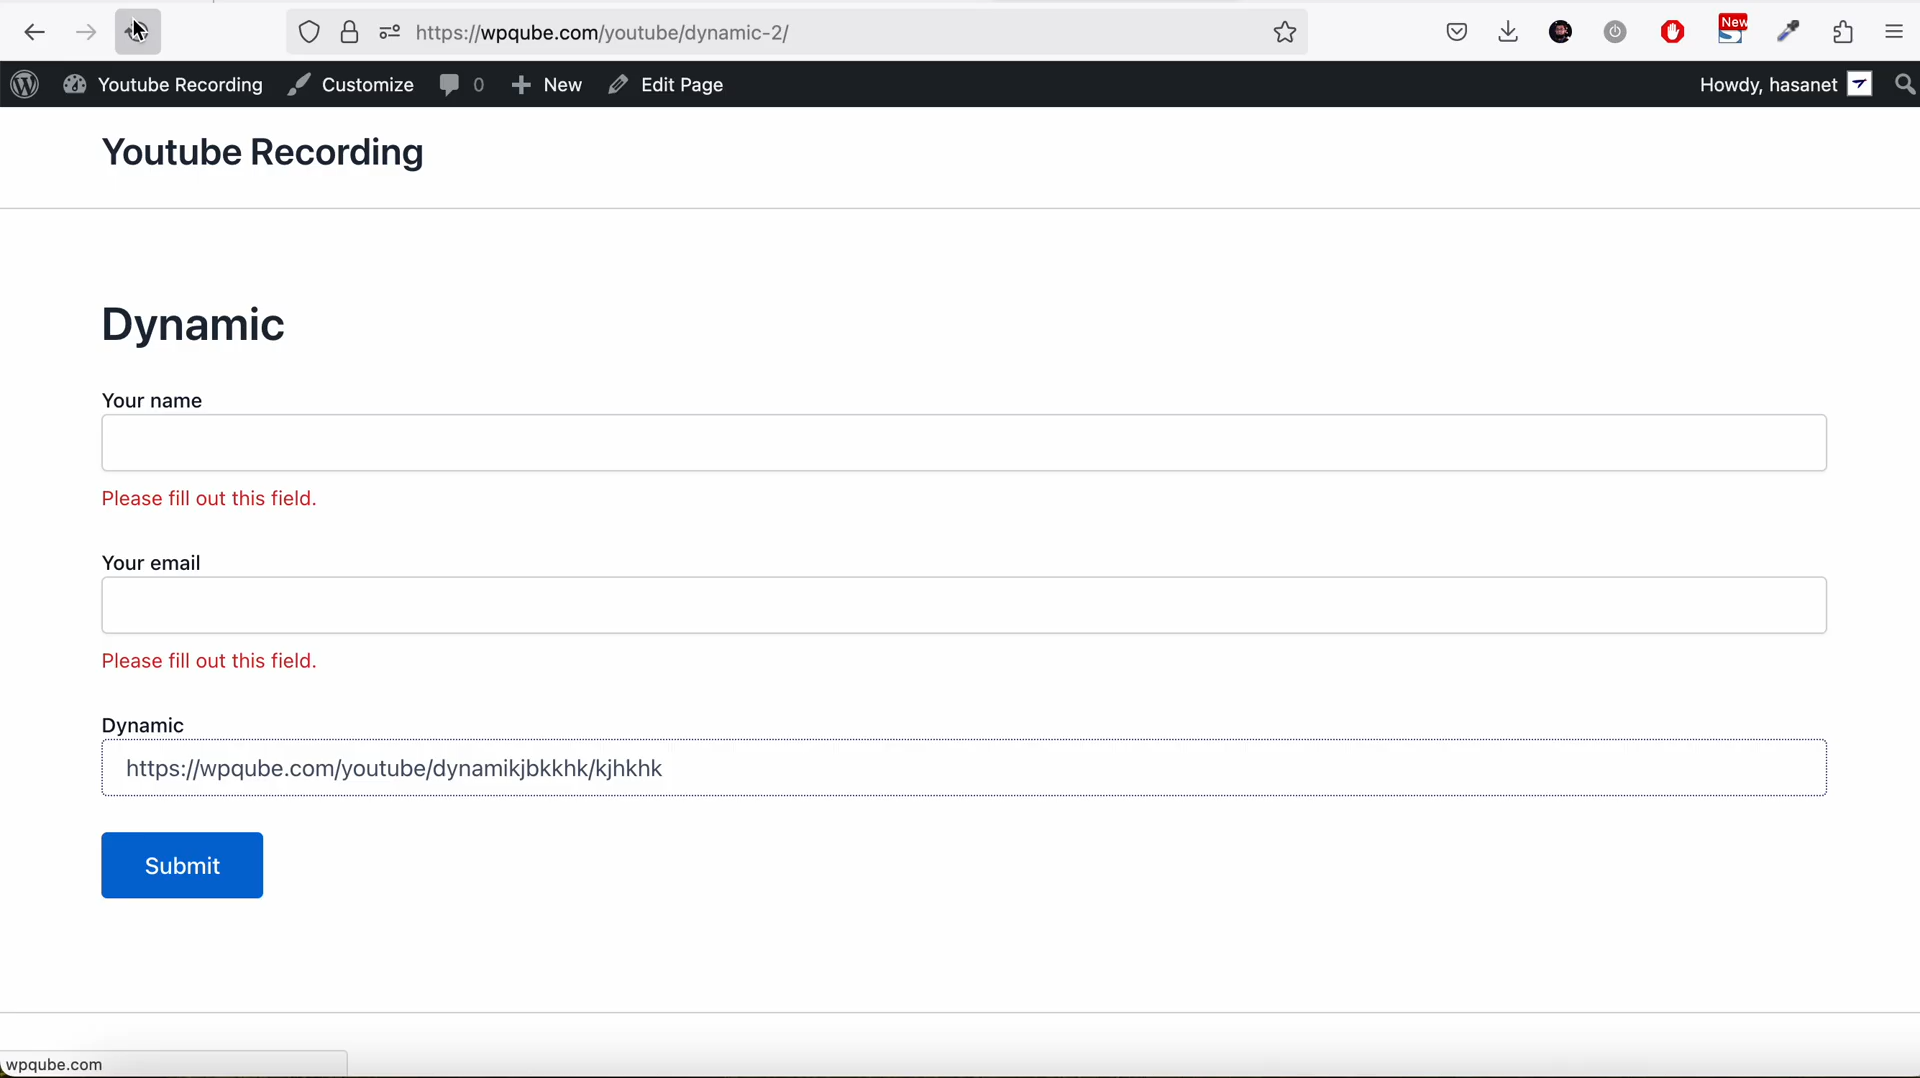 https://wpqube.com/youtube/dynamic-2/
New
Youtube Recording
Customize
0
New
Edit Page
Howdy, hasanet
Youtube Recording
Dynamic
Your name
Please fill out this field.
Your email
Please fill out this field.
Dynamic
https://wpqube.com/youtube/dynamikjbkkhk/kjhkhk
Submit
wpqube.com